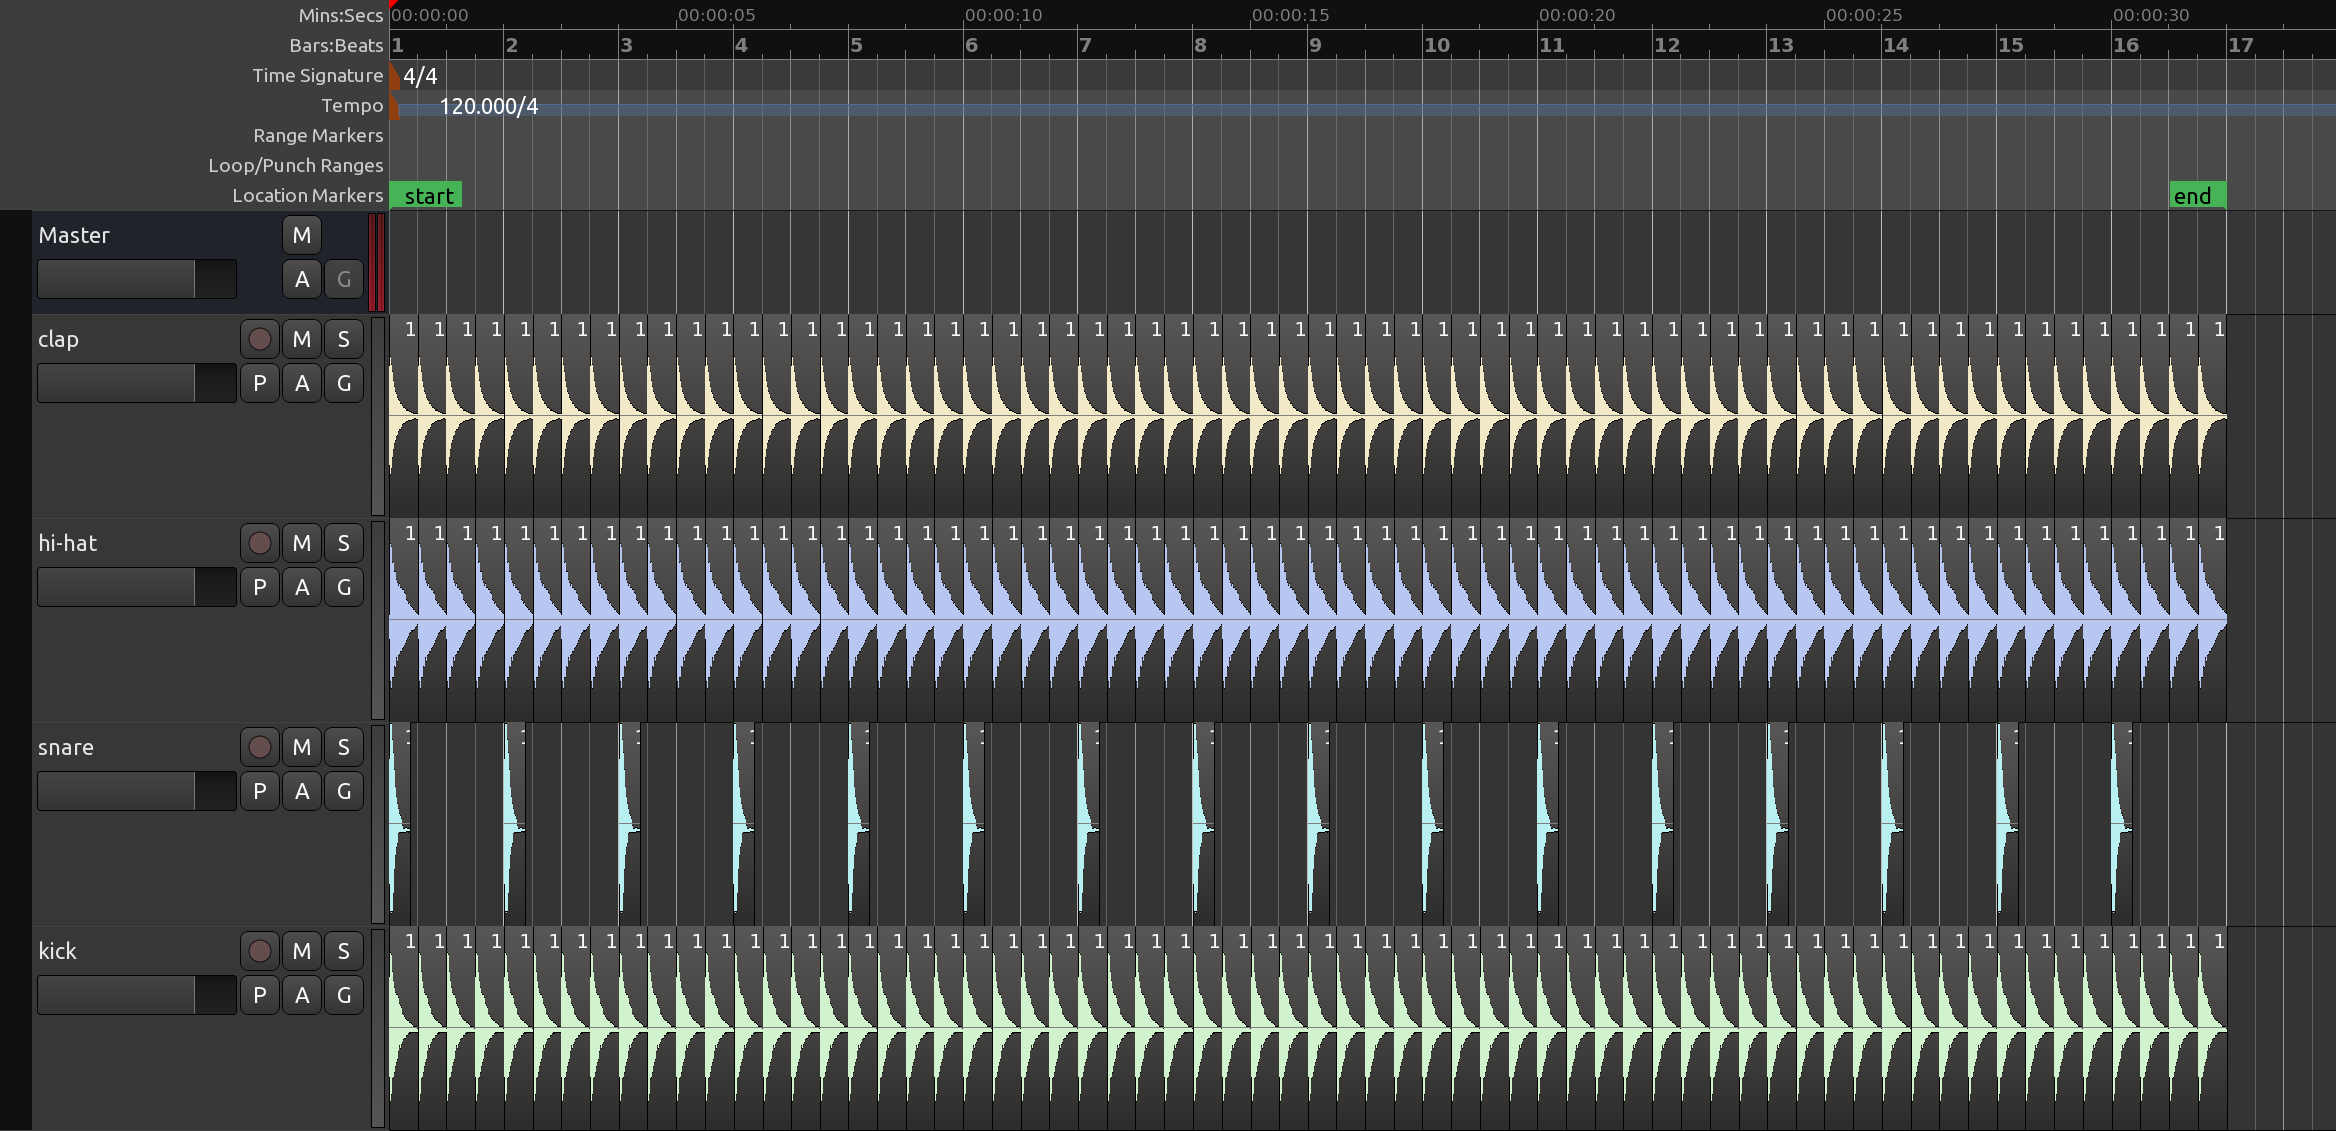 Mins:Secs 00:00:00 00:00:05 00:00:10 00:00:15 00:00:20 00:00:25 00:00:30
Bars:Beats 1 2 3 4 5 6 7 8 9 10 11 12 13 14 15 16 17
Time Signature 4/4
Tempo 120.000/4
Range Markers
Loop/Punch Ranges
Location Markers start end
Master M
A G
clap M S 1 1 1 1 1 1 1 1 1 1 1 1 1 1 1 1 1 1 1 1 1 1 1 1 1 1 1 1 1 1 1 1 1 1 1 1 1 1 1 1 1 1 1 1 1 1 1 1 1 1 1 1 1 1 1 1 1 1 1 1 1 1 1 1
P A G
hi-hat M S 1 1 1 1 1 1 1 1 1 1 1 1 1 1 1 1 1 1 1 1 1 1 1 1 1 1 1 1 1 1 1 1 1 1 1 1 1 1 1 1 1 1 1 1 1 1 1 1 1 1 1 1 1 1 1 1 1 1 1 1 1 1 1 1
P A G
snare M S
P A G
kick M S 1 1 1 1 1 1 1 1 1 1 1 1 1 1 1 1 1 1 1 1 1 1 1 1 1 1 1 1 1 1 1 1 1 1 1 1 1 1 1 1 1 1 1 1 1 1 1 1 1 1 1 1 1 1 1 1 1 1 1 1 1 1 1 1
P A G